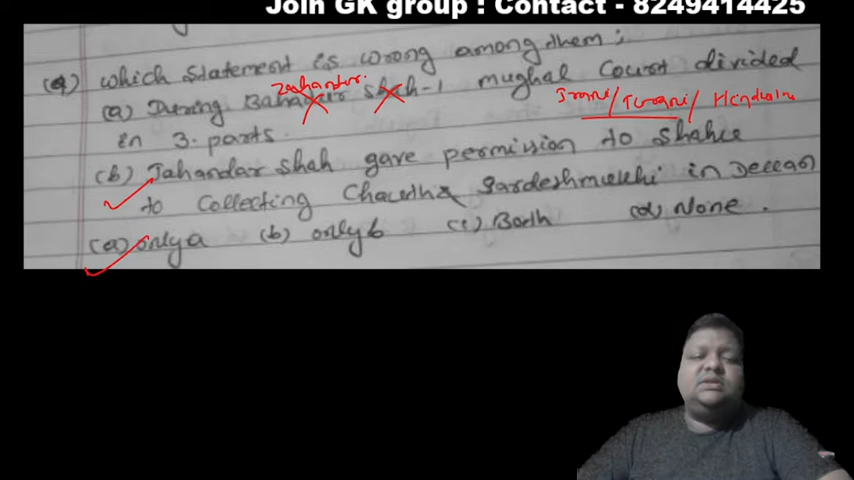 Join GK group : Contact - 8249414425
(4) which statement is wrong among them :
Zahandar.
(a) During Bahadur shah-1 mughal Court divided
Irani/Turani/Hindustani
in 3. parts.
(b) Jahandar shah gave permission to Shahu
to collecting Chautha & Sardeshmukhi in Deccan
(a) only a (b) only b (c) Both (d) None .